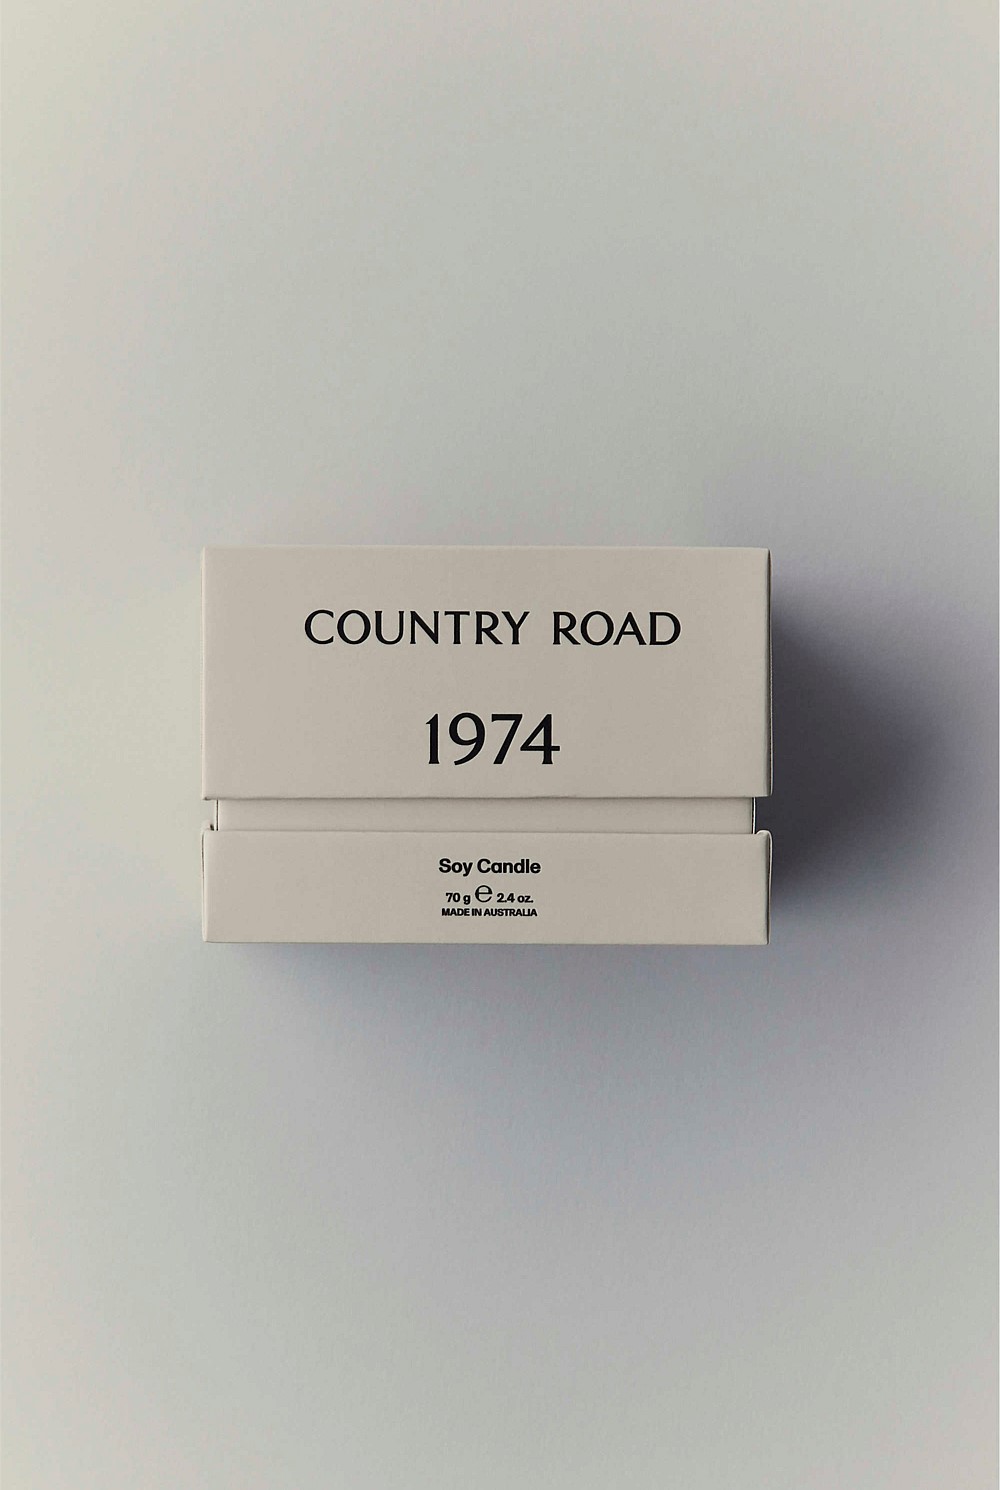 COUNTRY ROAD
1974
Soy Candle
70 g ℮ 2.4 oz.
MADE IN AUSTRALIA